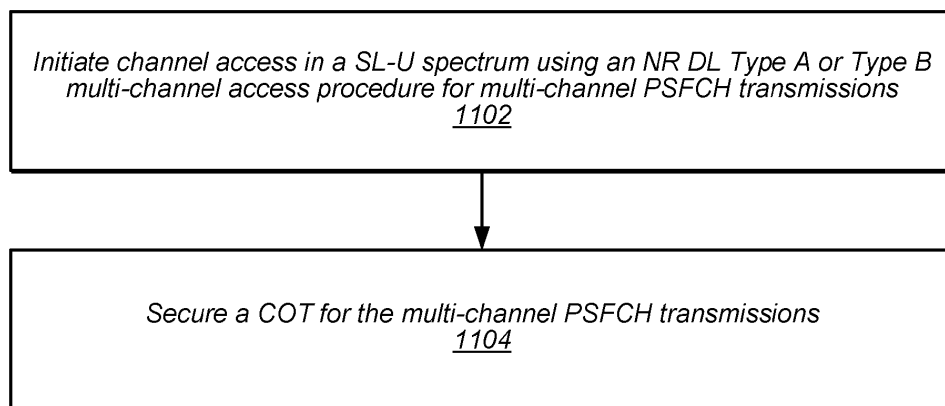 Initiate channel access in a SL-U spectrum using an NR DL Type A or Type B
multi-channel access procedure for multi-channel PSFCH transmissions
1102
Secure a COT for the multi-channel PSFCH transmissions
1104